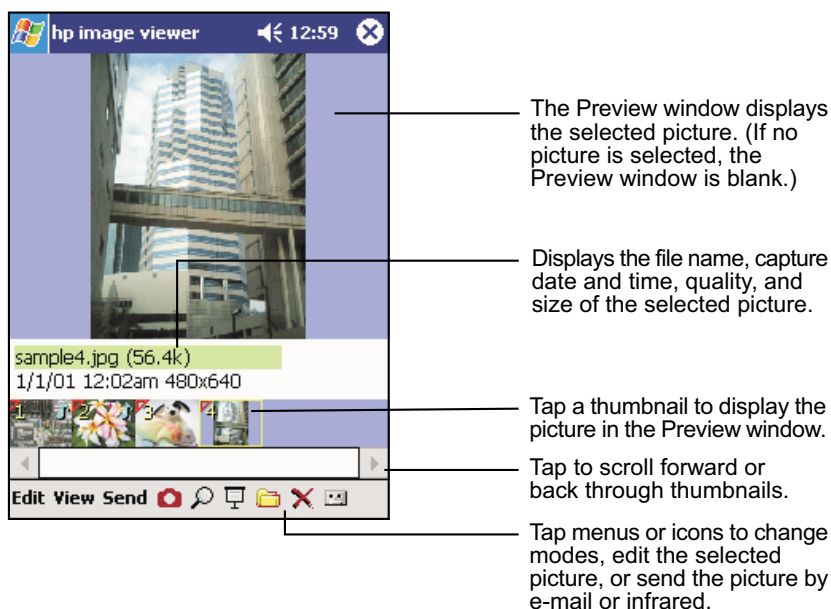 hp image viewer 12:59
The Preview window displays
the selected picture. (If no
picture is selected, the
Preview window is blank.)
Displays the file name, capture
date and time, quality, and
size of the selected picture.
sample4.jpg (56.4k)
1/1/01 12:02am 480x640
1 2 3 4
Tap a thumbnail to display the
picture in the Preview window.
Tap to scroll forward or
back through thumbnails.
Edit View Send
Tap menus or icons to change
modes, edit the selected
picture, or send the picture by
e-mail or infrared.